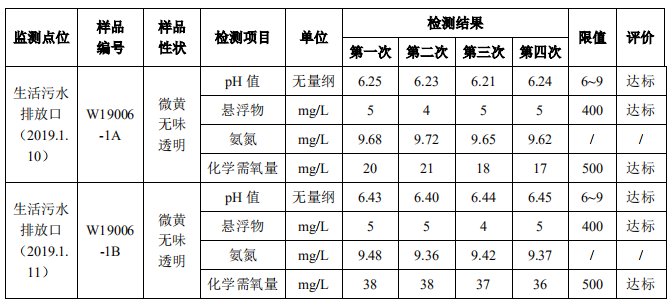 监测点位 样品编号 样品性状 检测项目 单位 检测结果 限值 评价
第一次 第二次 第三次 第四次
生活污水排放口（2019.1.10） W19006-1A 微黄无味透明 pH 值 无量纲 6.25 6.23 6.21 6.24 6~9 达标
悬浮物 mg/L 5 4 5 5 400 达标
氨氮 mg/L 9.68 9.72 9.65 9.62 / /
化学需氧量 mg/L 20 21 18 17 500 达标
生活污水排放口（2019.1.11） W19006-1B 微黄无味透明 pH 值 无量纲 6.43 6.40 6.44 6.45 6~9 达标
悬浮物 mg/L 5 5 4 5 400 达标
氨氮 mg/L 9.48 9.36 9.42 9.37 / /
化学需氧量 mg/L 38 38 37 36 500 达标